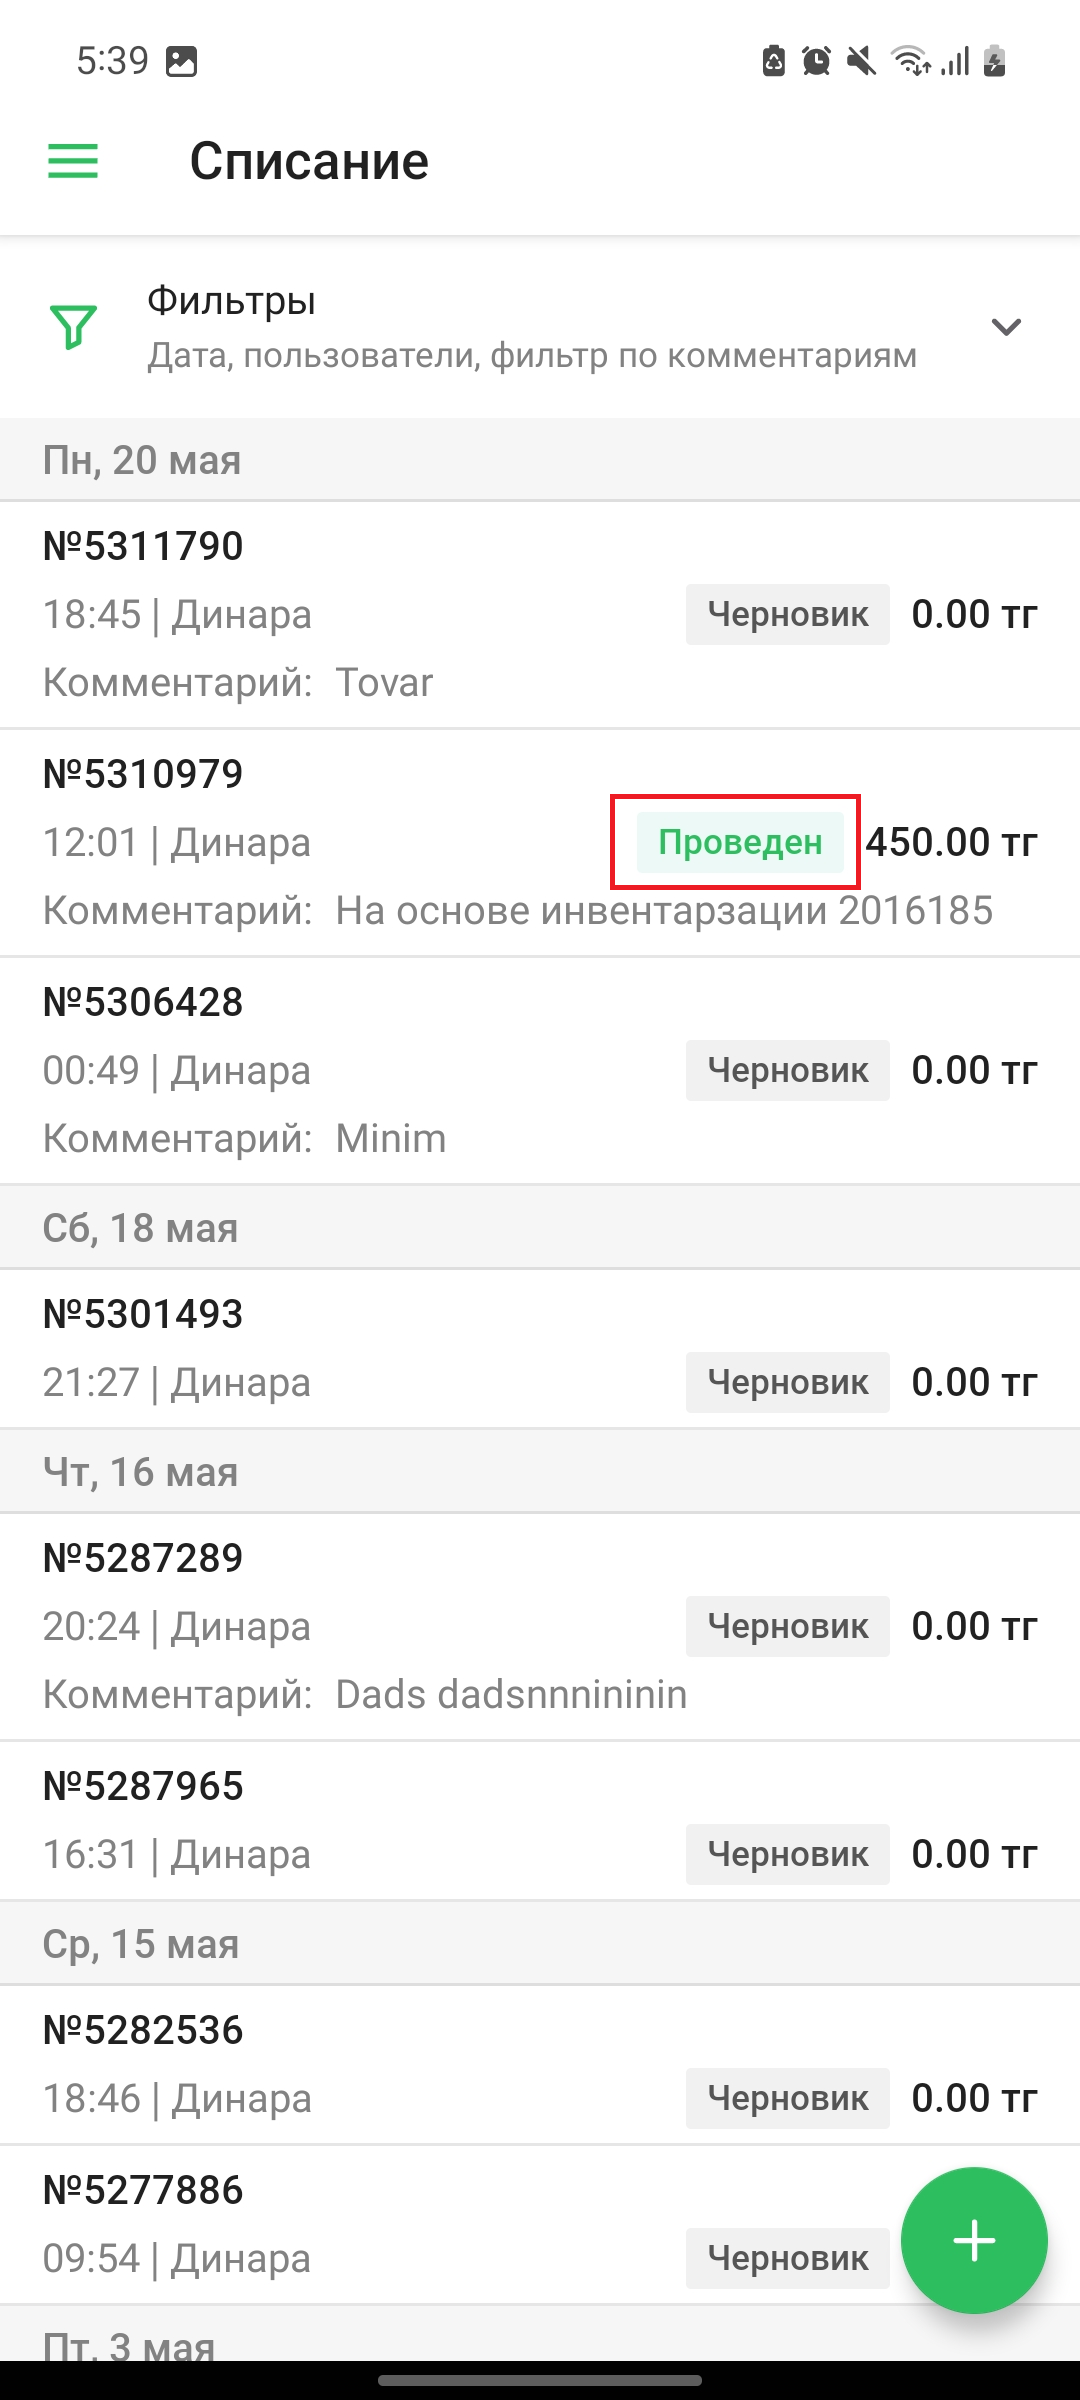 5:39
Списание
Фильтры
Дата, пользователи, фильтр по комментариям
Пн, 20 мая
№5311790
18:45 | Динара Черновик 0.00 тг
Комментарий: Tovar
№5310979
12:01 | Динара Проведен 450.00 тг
Комментарий: На основе инвентарзации 2016185
№5306428
00:49 | Динара Черновик 0.00 тг
Комментарий: Minim
Сб, 18 мая
№5301493
21:27 | Динара Черновик 0.00 тг
Чт, 16 мая
№5287289
20:24 | Динара Черновик 0.00 тг
Комментарий: Dads dadsnnnininin
№5287965
16:31 | Динара Черновик 0.00 тг
Ср, 15 мая
№5282536
18:46 | Динара Черновик 0.00 тг
№5277886
09:54 | Динара Черновик
Пт, 3 мая